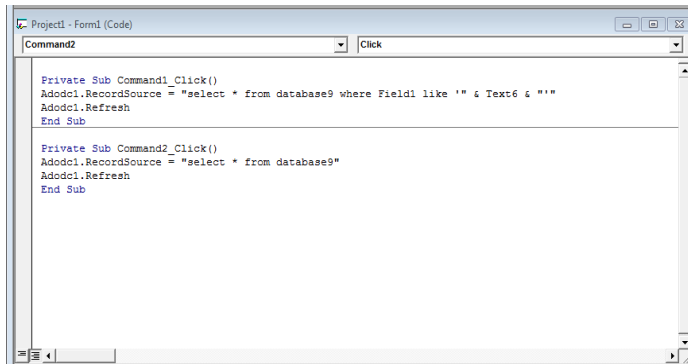 Project1 - Form1 (Code)
Command2 Click
Private Sub Command1_Click()
Adodc1.RecordSource = "select * from database9 where Field1 like '" & Text6 & "'"
Adodc1.Refresh
End Sub
Private Sub Command2_Click()
Adodc1.RecordSource = "select * from database9"
Adodc1.Refresh
End Sub